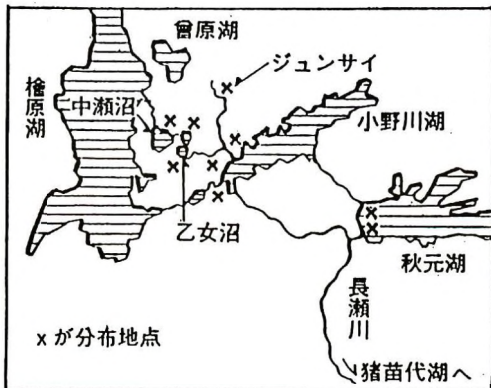 曾原湖
ジュンサイ
檜原湖
中瀬沼
小野川湖
乙女沼
秋元湖
長瀬川
xが分布地点
猪苗代湖へ